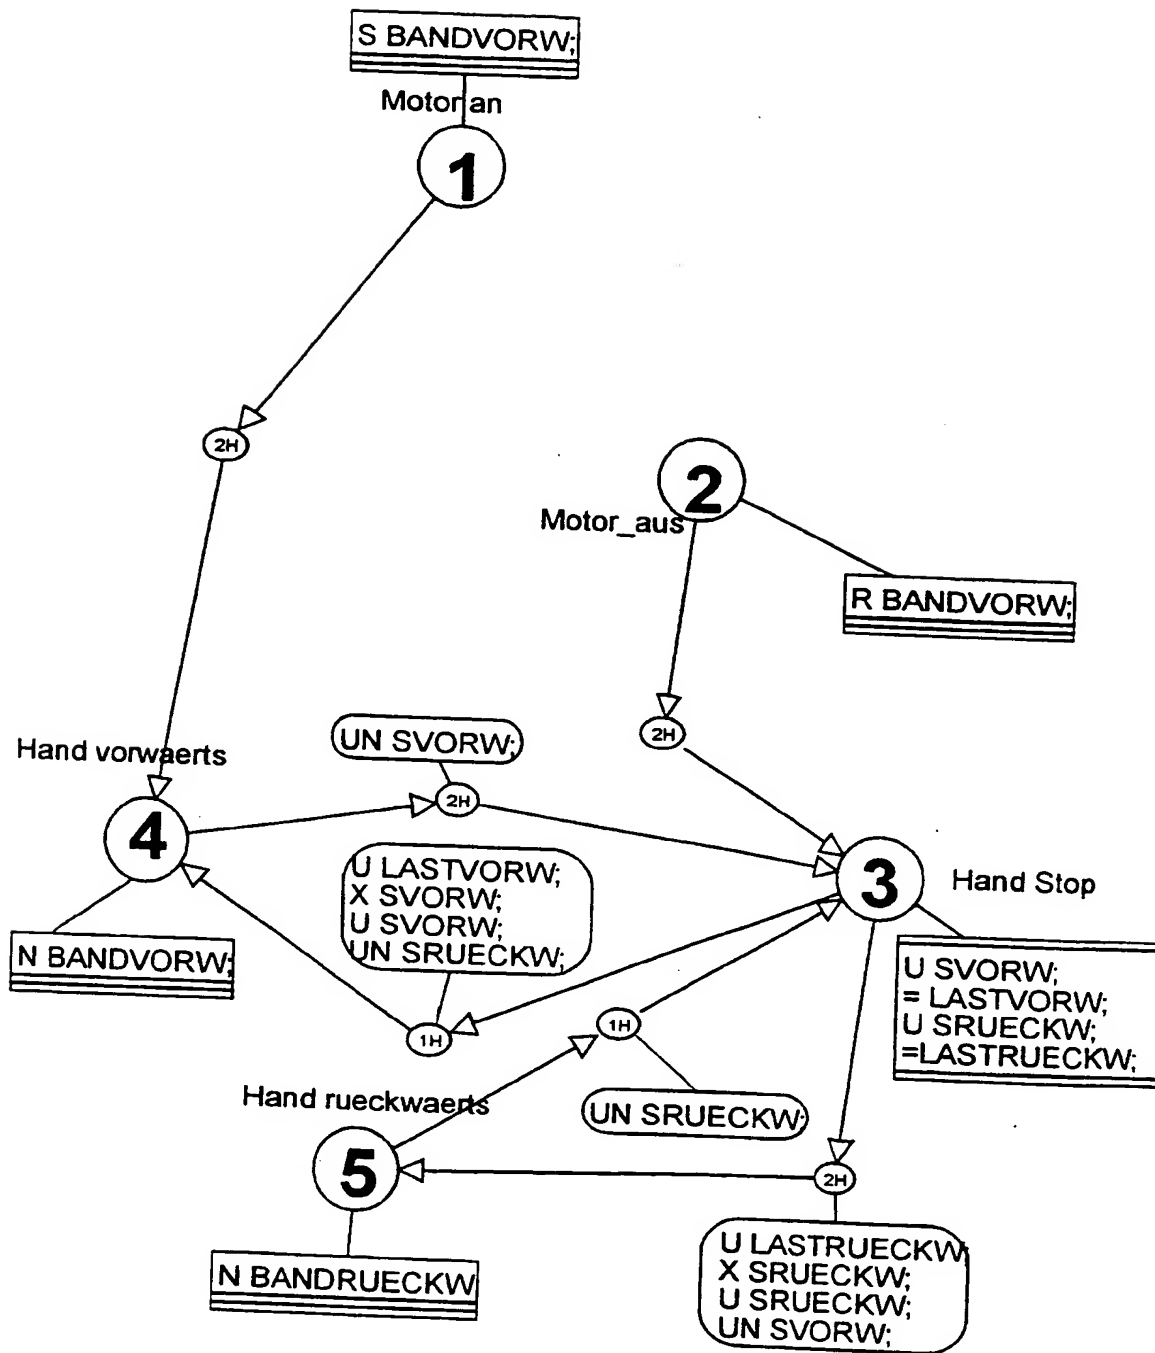 S BANDVORW;
Motor an
1
2H
2
Motor_aus
R BANDVORW;
2H
Hand vorwaerts
UN SVORW;
2H
4
U LASTVORW;
X SVORW;
U SVORW;
UN SRUECKW;
3
Hand Stop
N BANDVORW;
U SVORW;
= LASTVORW;
U SRUECKW;
=LASTRUECKW;
1H
1H
Hand rueckwaerts
UN SRUECKW;
5
2H
N BANDRUECKW
U LASTRUECKW;
X SRUECKW;
U SRUECKW;
UN SVORW;